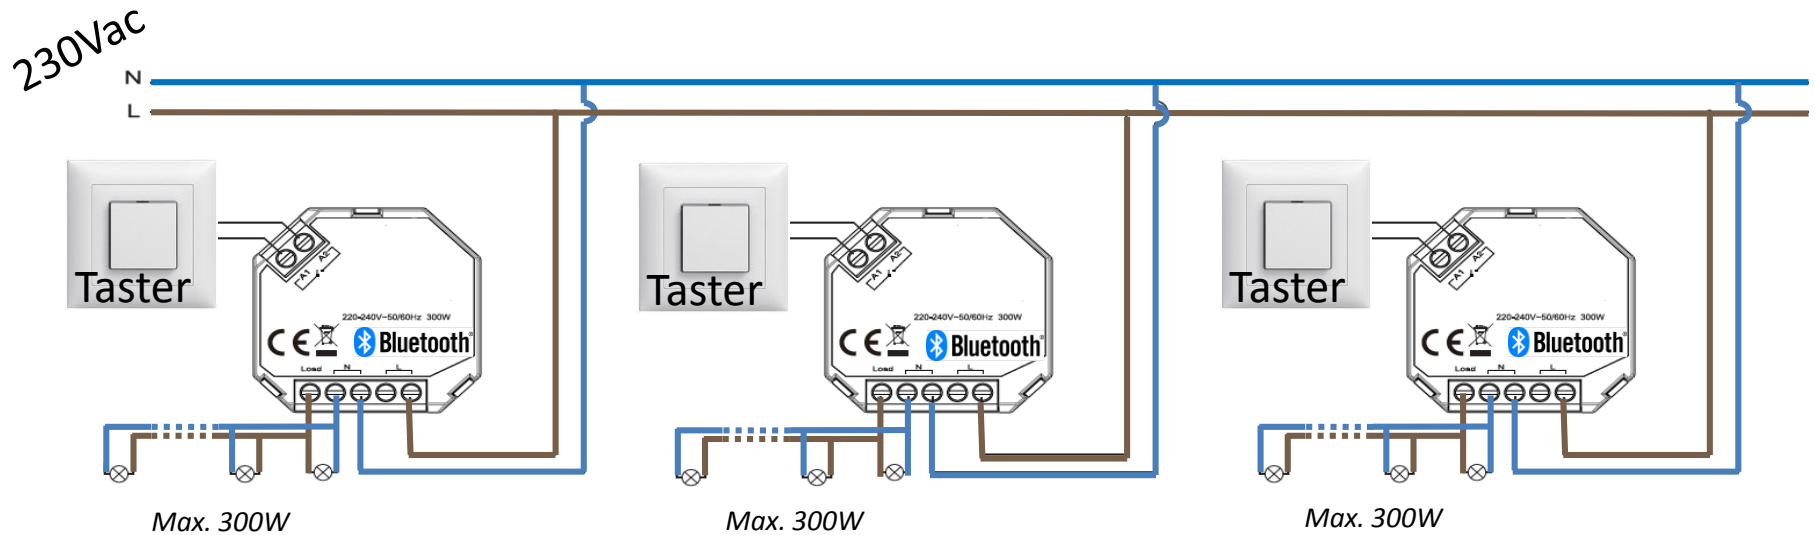 230Vac
N
L
Taster
A1 A2
220-240V~50/60Hz 300W
CE Bluetooth®
Load N L
Max. 300W
Taster
A1 A2
220-240V~50/60Hz 300W
CE Bluetooth
Load N L
Max. 300W
Taster
A1 A2
220-240V~50/60Hz 300W
CE Bluetooth®
Load N L
Max. 300W